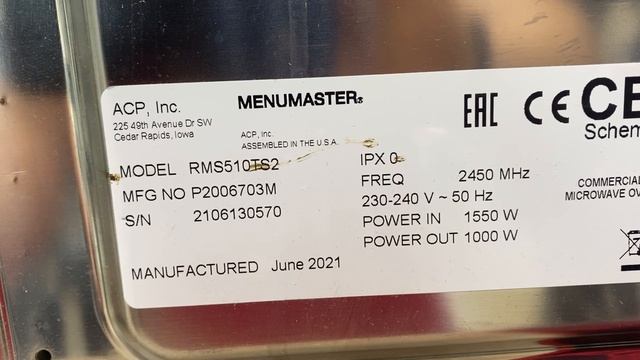 ACP, Inc.
225 49th Avenue Dr SW
Cedar Rapids, Iowa
MENUMASTER®
ACP, Inc.
ASSEMBLED IN THE U.S.A.
MODEL RMS510TS2
MFG NO P2006703M
S/N 2106130570
MANUFACTURED June 2021
IPX 0
FREQ 2450 MHz
230-240 V ~ 50 Hz
POWER IN 1550 W
POWER OUT 1000 W
EAC CE CB
Schem
COMMERCIAL
MICROWAVE OV